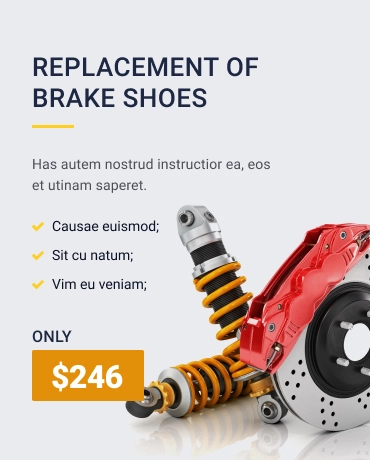 REPLACEMENT OF
BRAKE SHOES
Has autem nostrud instructior ea, eos
et utinam saperet.
Causae euismod;
Sit cu natum;
Vim eu veniam;
ONLY
$246